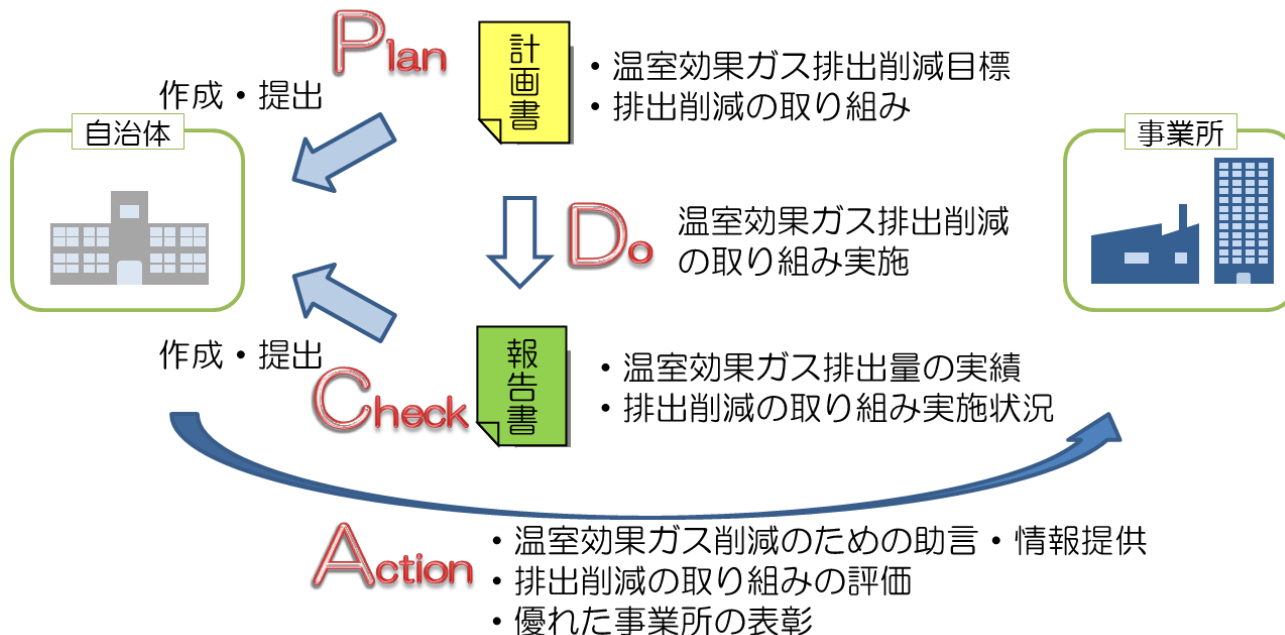 Plan
計画書
・温室効果ガス排出削減目標
・排出削減の取り組み
作成・提出
自治体
事業所
Do
温室効果ガス排出削減
の取り組み実施
作成・提出
Check
報告書
・温室効果ガス排出量の実績
・排出削減の取り組み実施状況
Action
・温室効果ガス削減のための助言・情報提供
・排出削減の取り組みの評価
・優れた事業所の表彰